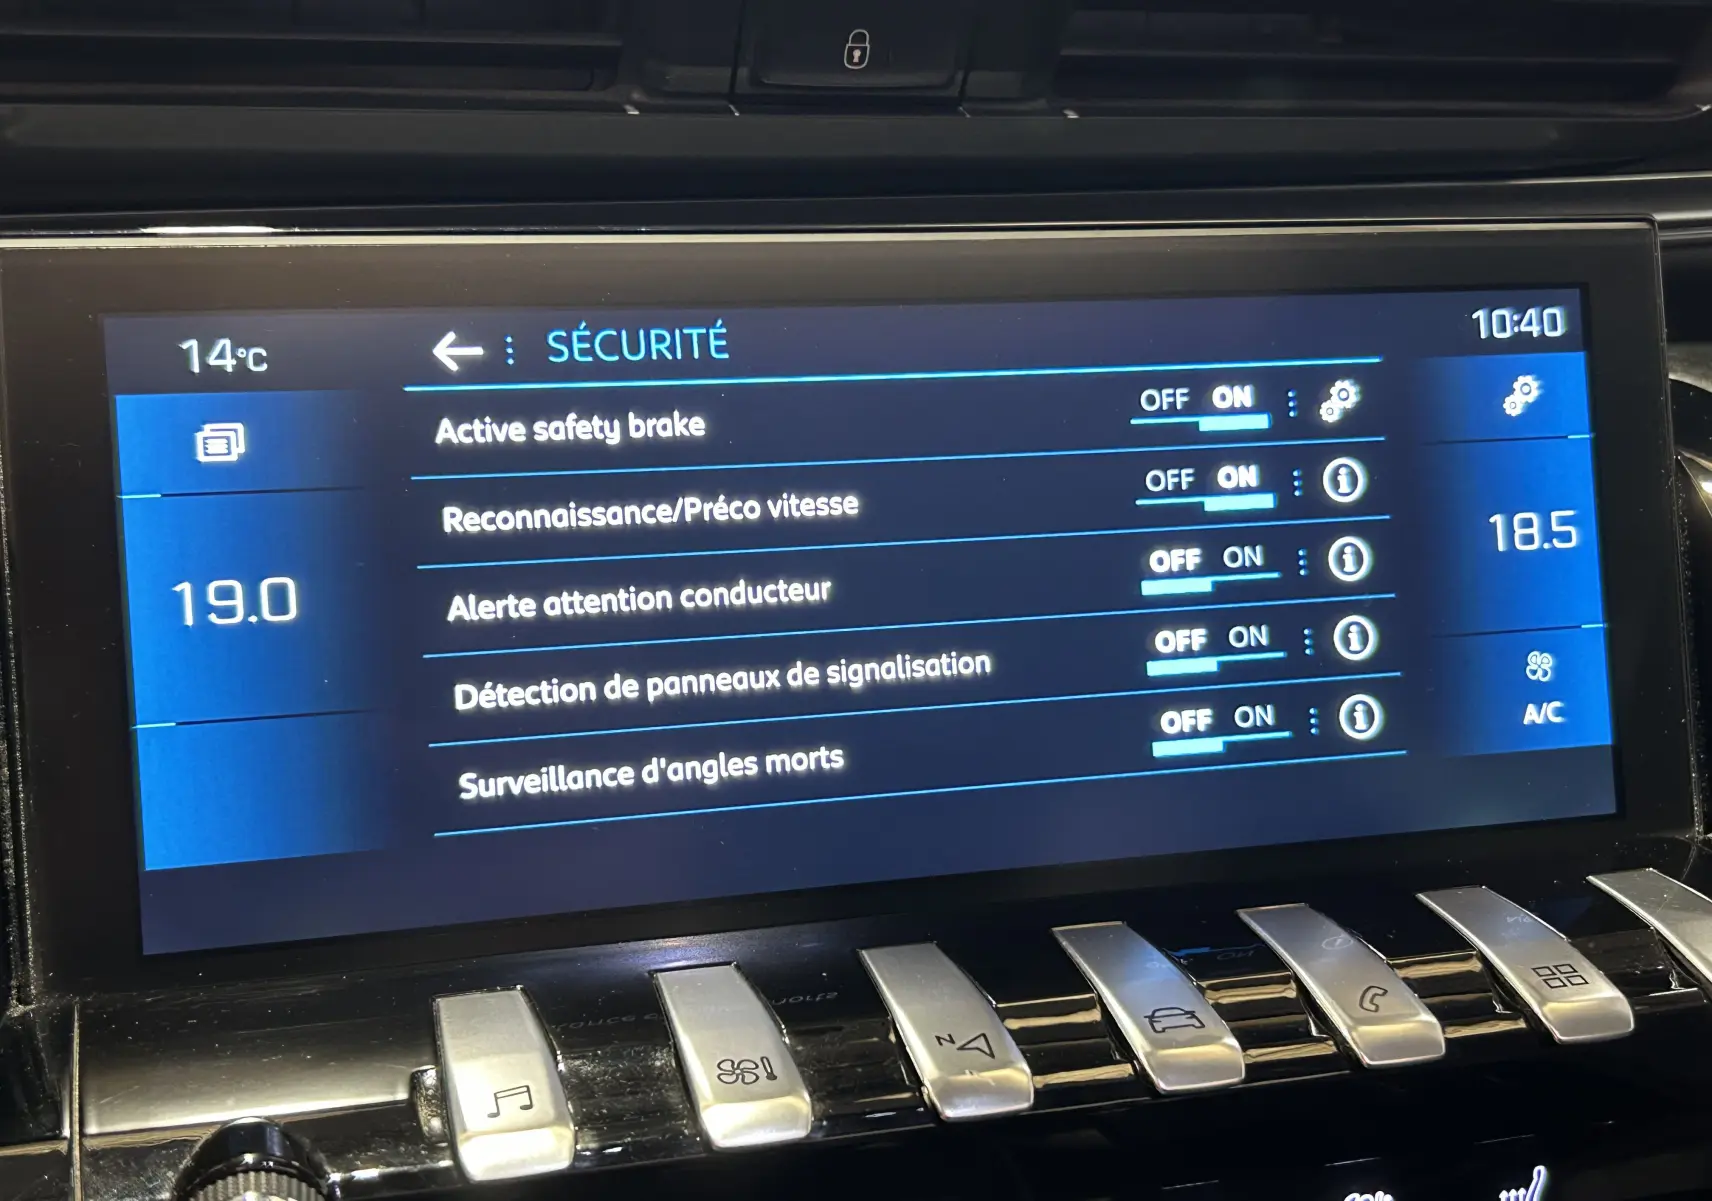 14°C
SÉCURITÉ
10:40
Active safety brake OFF ON
Reconnaissance/Préco vitesse OFF ON
Alerte attention conducteur OFF ON
Détection de panneaux de signalisation OFF ON
Surveillance d'angles morts OFF ON
19.0
18.5
A/C
N